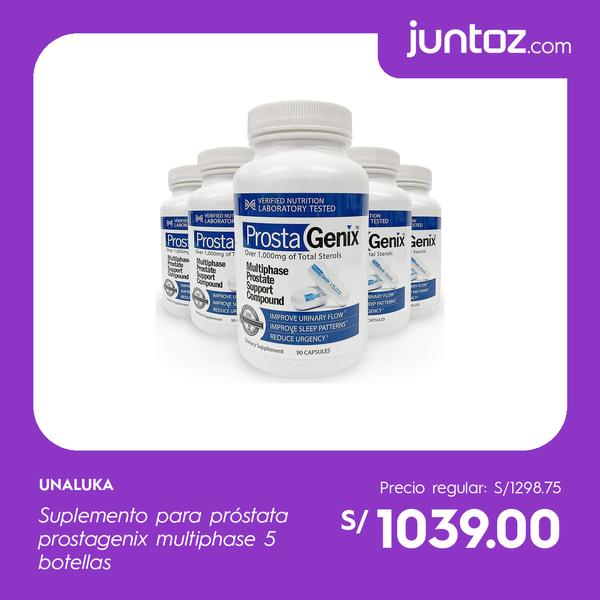 juntoz.com
VERIFIED NUTRITION
LABORATORY TESTED
ProstaGenix™
Over 1,000mg of Total Sterols
Multiphase
Prostate
Support
Compound
IMPROVE URINARY FLOW†
IMPROVE SLEEP PATTERNS†
REDUCE URGENCY†
Dietary Supplement
90 CAPSULES
UNALUKA
Suplemento para próstata
prostagenix multiphase 5
botellas
Precio regular: S/1298.75
S/ 1039.00